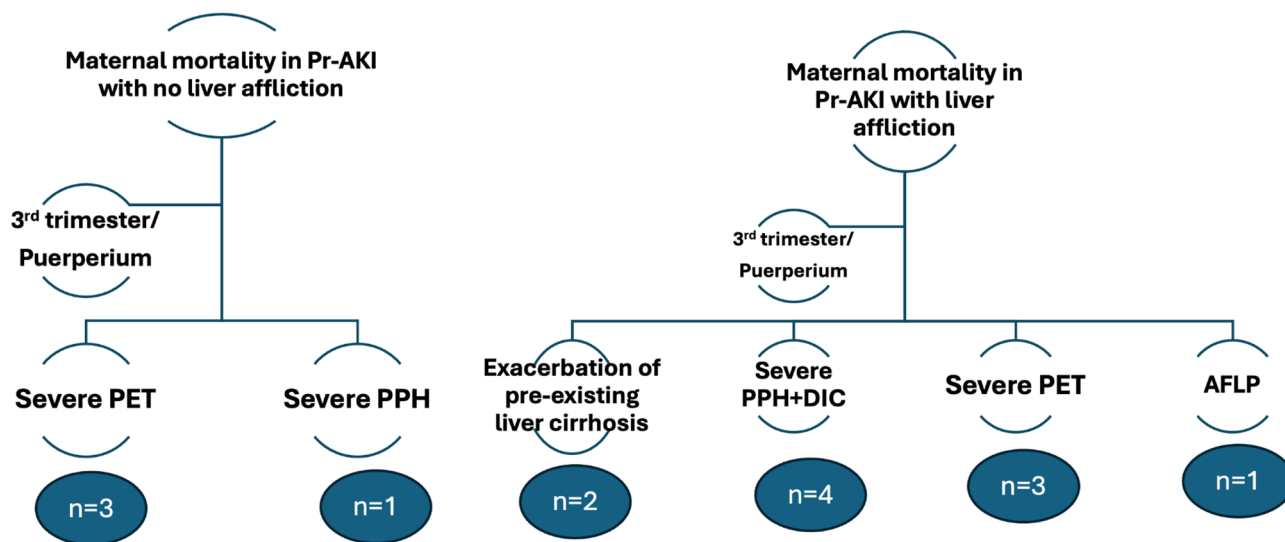 Maternal mortality in Pr-AKI
with no liver affliction
3rd trimester/
Puerperium
Severe PET
n=3
Severe PPH
n=1
Maternal mortality in
Pr-AKI with liver
affliction
3rd trimester/
Puerperium
Exacerbation of
pre-existing
liver cirrhosis
n=2
Severe
PPH+DIC
n=4
Severe PET
n=3
AFLP
n=1